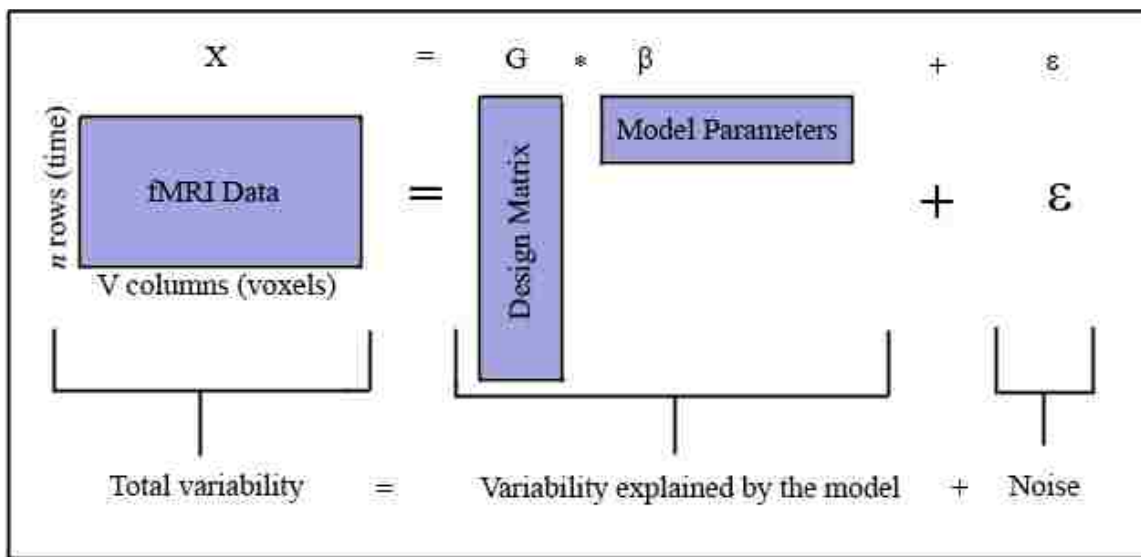 X = G * β + ε
n rows (time)
fMRI Data
=
Design Matrix
Model Parameters
+ ε
V columns (voxels)
Total variability = Variability explained by the model + Noise